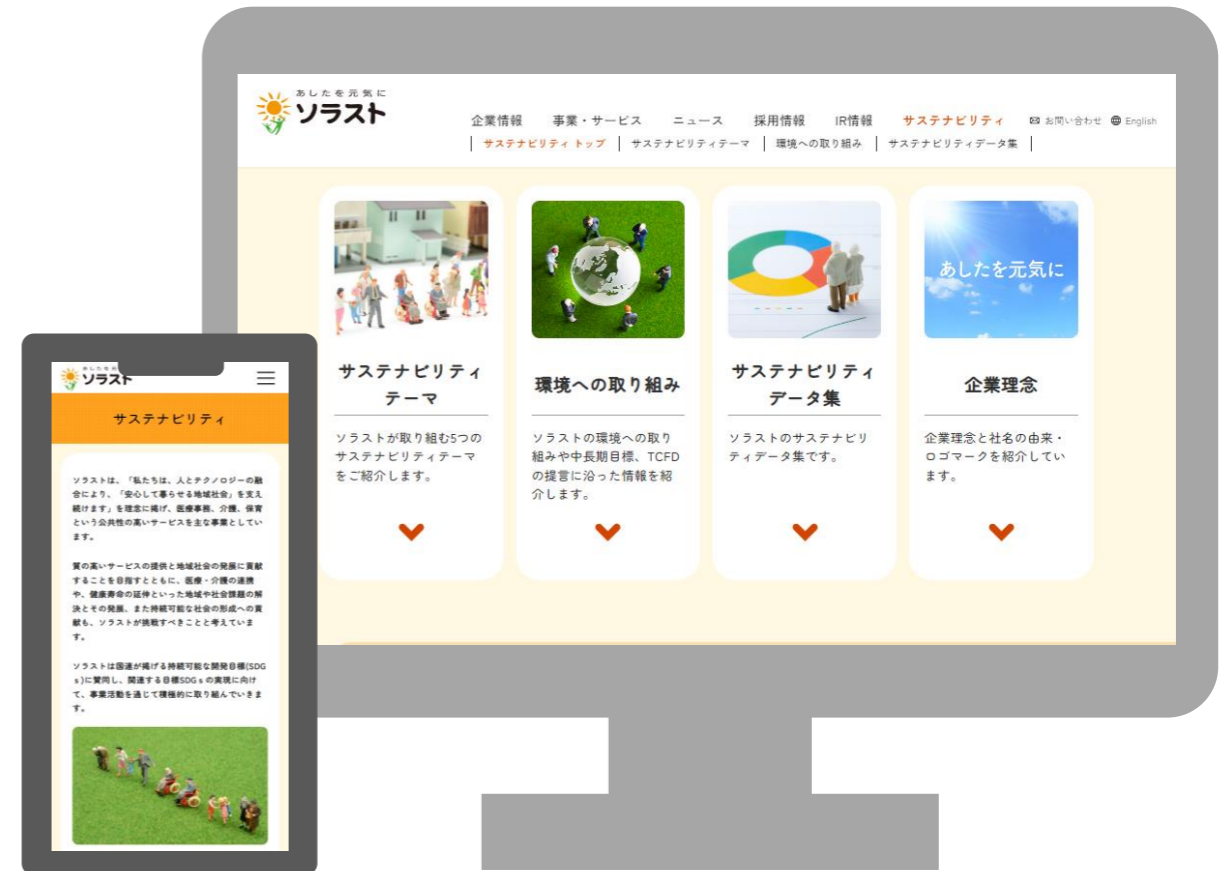 あしたを元気に
ソラスト
企業情報 事業・サービス ニュース 採用情報 IR情報 サステナビリティ お問い合わせ English
サステナビリティ トップ サステナビリティテーマ 環境への取り組み サステナビリティデータ集
あしたを元気に
サステナビリティ
テーマ
ソラストが取り組む5つの
サステナビリティテーマ
をご紹介します。
環境への取り組み
ソラストの環境への取り
組みや中長期目標、TCFD
の提言に沿った情報を紹
介します。
サステナビリティ
データ集
ソラストのサステナビリ
ティデータ集です。
企業理念
企業理念と社名の由来・
ロゴマークを紹介してい
ます。
ソラスト
サステナビリティ
ソラストは、「私たちは、人とテクノロジーの融
合により、「安心して暮らせる地域社会」を支え
続けます」を理念に掲げ、医療事務、介護、保育
という公共性の高いサービスを主な事業としてい
ます。
質の高いサービスの提供と地域社会の発展に貢献
することを目指すとともに、医療・介護の連携
や、健康寿命の延伸といった地域や社会課題の解
決とその発展、また持続可能な社会の形成への貢
献も、ソラストが挑戦すべきことと考えていま
す。
ソラストは国連が掲げる持続可能な開発目標(SDG
s)に賛同し、関連する目標SDGsの実現に向け
て、事業活動を通じて積極的に取り組んでいきま
す。